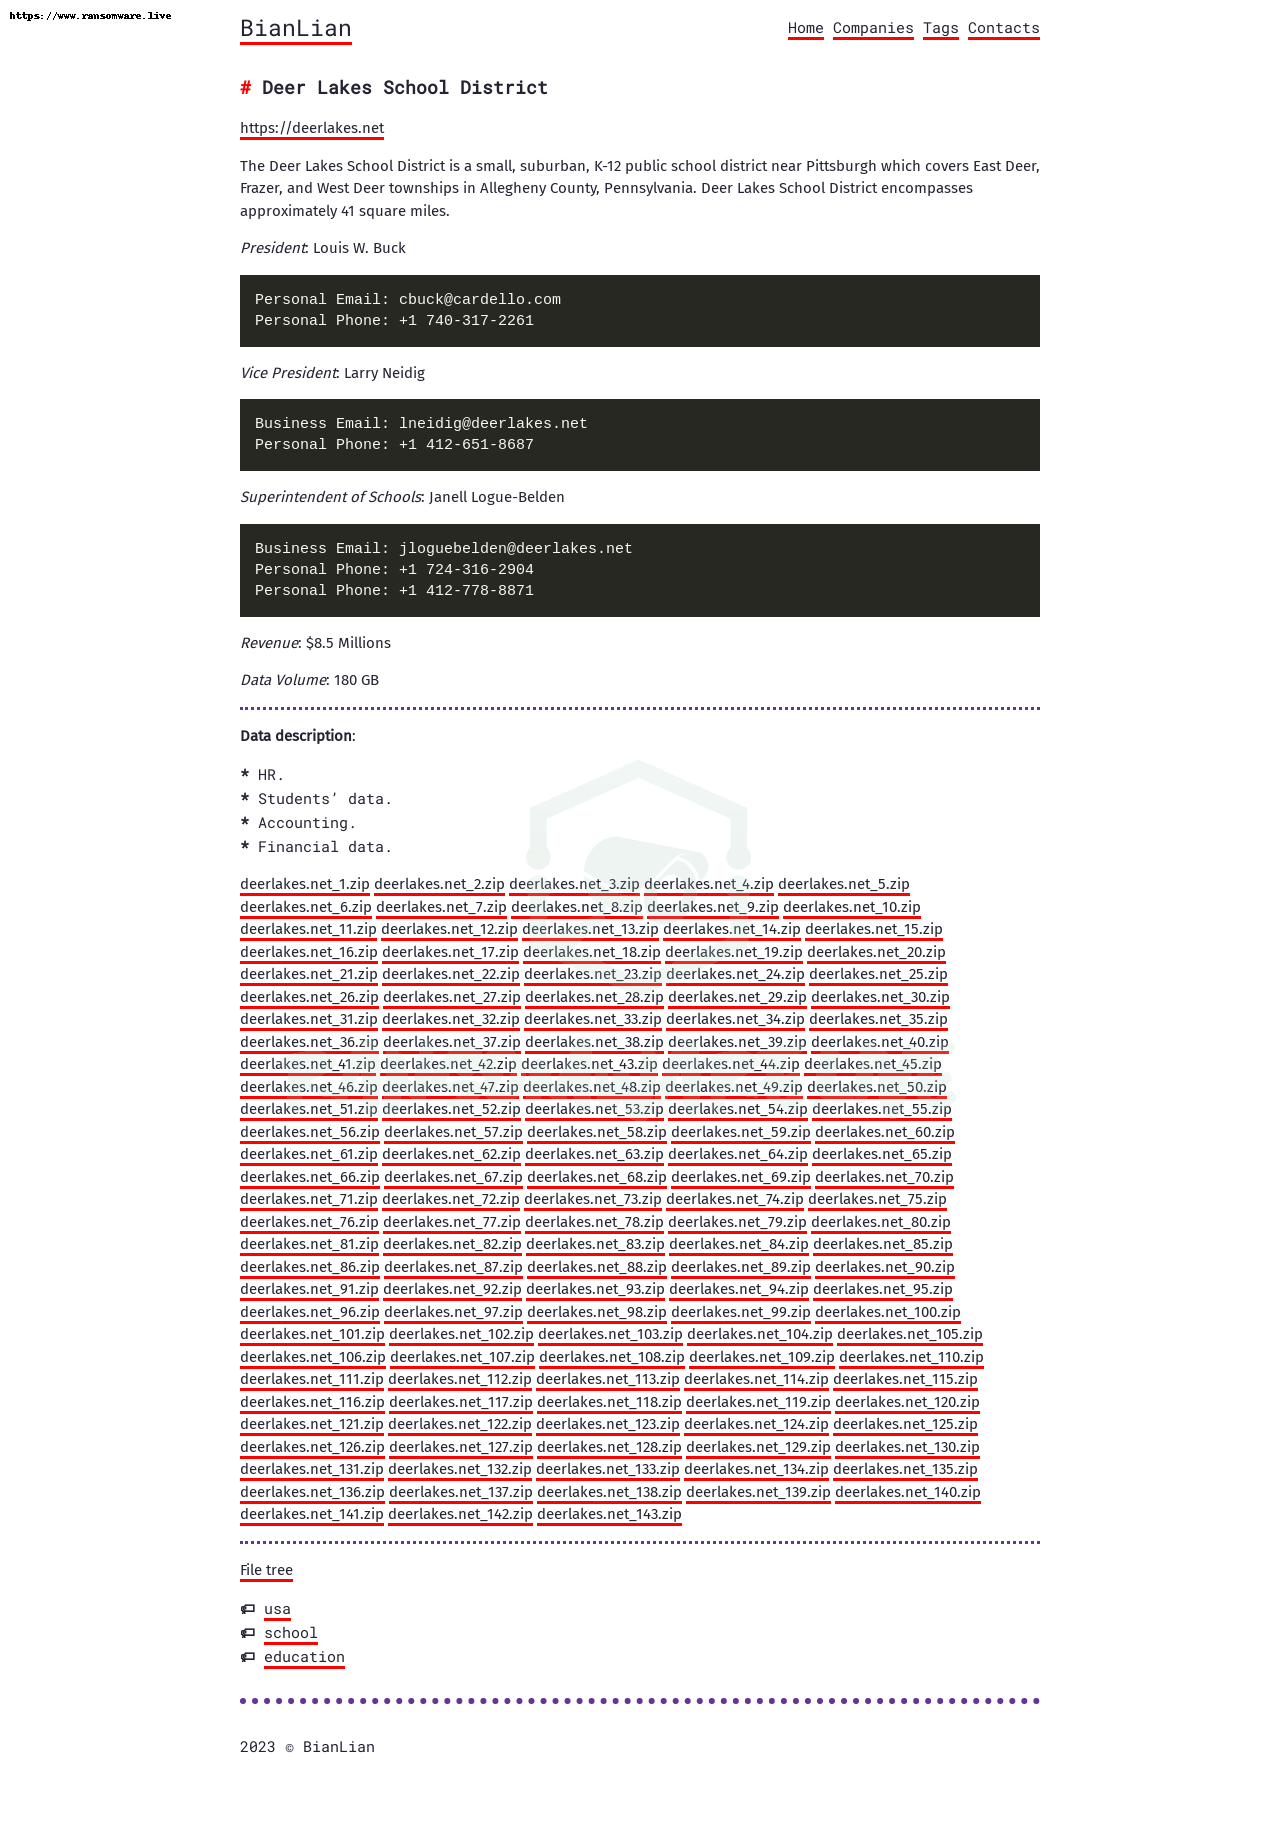 https://www.ransomware.live
BianLian
Home Companies Tags Contacts
# Deer Lakes School District
https://deerlakes.net
The Deer Lakes School District is a small, suburban, K-12 public school district near Pittsburgh which covers East Deer,
Frazer, and West Deer townships in Allegheny County, Pennsylvania. Deer Lakes School District encompasses
approximately 41 square miles.
President: Louis W. Buck
Personal Email: cbuck@cardello.com
Personal Phone: +1 740-317-2261
Vice President: Larry Neidig
Business Email: lneidig@deerlakes.net
Personal Phone: +1 412-651-8687
Superintendent of Schools: Janell Logue-Belden
Business Email: jloguebelden@deerlakes.net
Personal Phone: +1 724-316-2904
Personal Phone: +1 412-778-8871
Revenue: $8.5 Millions
Data Volume: 180 GB
Data description:
* HR.
* Students’ data.
* Accounting.
* Financial data.
deerlakes.net_1.zip deerlakes.net_2.zip deerlakes.net_3.zip deerlakes.net_4.zip deerlakes.net_5.zip
deerlakes.net_6.zip deerlakes.net_7.zip deerlakes.net_8.zip deerlakes.net_9.zip deerlakes.net_10.zip
deerlakes.net_11.zip deerlakes.net_12.zip deerlakes.net_13.zip deerlakes.net_14.zip deerlakes.net_15.zip
deerlakes.net_16.zip deerlakes.net_17.zip deerlakes.net_18.zip deerlakes.net_19.zip deerlakes.net_20.zip
deerlakes.net_21.zip deerlakes.net_22.zip deerlakes.net_23.zip deerlakes.net_24.zip deerlakes.net_25.zip
deerlakes.net_26.zip deerlakes.net_27.zip deerlakes.net_28.zip deerlakes.net_29.zip deerlakes.net_30.zip
deerlakes.net_31.zip deerlakes.net_32.zip deerlakes.net_33.zip deerlakes.net_34.zip deerlakes.net_35.zip
deerlakes.net_36.zip deerlakes.net_37.zip deerlakes.net_38.zip deerlakes.net_39.zip deerlakes.net_40.zip
deerlakes.net_41.zip deerlakes.net_42.zip deerlakes.net_43.zip deerlakes.net_44.zip deerlakes.net_45.zip
deerlakes.net_46.zip deerlakes.net_47.zip deerlakes.net_48.zip deerlakes.net_49.zip deerlakes.net_50.zip
deerlakes.net_51.zip deerlakes.net_52.zip deerlakes.net_53.zip deerlakes.net_54.zip deerlakes.net_55.zip
deerlakes.net_56.zip deerlakes.net_57.zip deerlakes.net_58.zip deerlakes.net_59.zip deerlakes.net_60.zip
deerlakes.net_61.zip deerlakes.net_62.zip deerlakes.net_63.zip deerlakes.net_64.zip deerlakes.net_65.zip
deerlakes.net_66.zip deerlakes.net_67.zip deerlakes.net_68.zip deerlakes.net_69.zip deerlakes.net_70.zip
deerlakes.net_71.zip deerlakes.net_72.zip deerlakes.net_73.zip deerlakes.net_74.zip deerlakes.net_75.zip
deerlakes.net_76.zip deerlakes.net_77.zip deerlakes.net_78.zip deerlakes.net_79.zip deerlakes.net_80.zip
deerlakes.net_81.zip deerlakes.net_82.zip deerlakes.net_83.zip deerlakes.net_84.zip deerlakes.net_85.zip
deerlakes.net_86.zip deerlakes.net_87.zip deerlakes.net_88.zip deerlakes.net_89.zip deerlakes.net_90.zip
deerlakes.net_91.zip deerlakes.net_92.zip deerlakes.net_93.zip deerlakes.net_94.zip deerlakes.net_95.zip
deerlakes.net_96.zip deerlakes.net_97.zip deerlakes.net_98.zip deerlakes.net_99.zip deerlakes.net_100.zip
deerlakes.net_101.zip deerlakes.net_102.zip deerlakes.net_103.zip deerlakes.net_104.zip deerlakes.net_105.zip
deerlakes.net_106.zip deerlakes.net_107.zip deerlakes.net_108.zip deerlakes.net_109.zip deerlakes.net_110.zip
deerlakes.net_111.zip deerlakes.net_112.zip deerlakes.net_113.zip deerlakes.net_114.zip deerlakes.net_115.zip
deerlakes.net_116.zip deerlakes.net_117.zip deerlakes.net_118.zip deerlakes.net_119.zip deerlakes.net_120.zip
deerlakes.net_121.zip deerlakes.net_122.zip deerlakes.net_123.zip deerlakes.net_124.zip deerlakes.net_125.zip
deerlakes.net_126.zip deerlakes.net_127.zip deerlakes.net_128.zip deerlakes.net_129.zip deerlakes.net_130.zip
deerlakes.net_131.zip deerlakes.net_132.zip deerlakes.net_133.zip deerlakes.net_134.zip deerlakes.net_135.zip
deerlakes.net_136.zip deerlakes.net_137.zip deerlakes.net_138.zip deerlakes.net_139.zip deerlakes.net_140.zip
deerlakes.net_141.zip deerlakes.net_142.zip deerlakes.net_143.zip
File tree
usa
school
education
2023 © BianLian